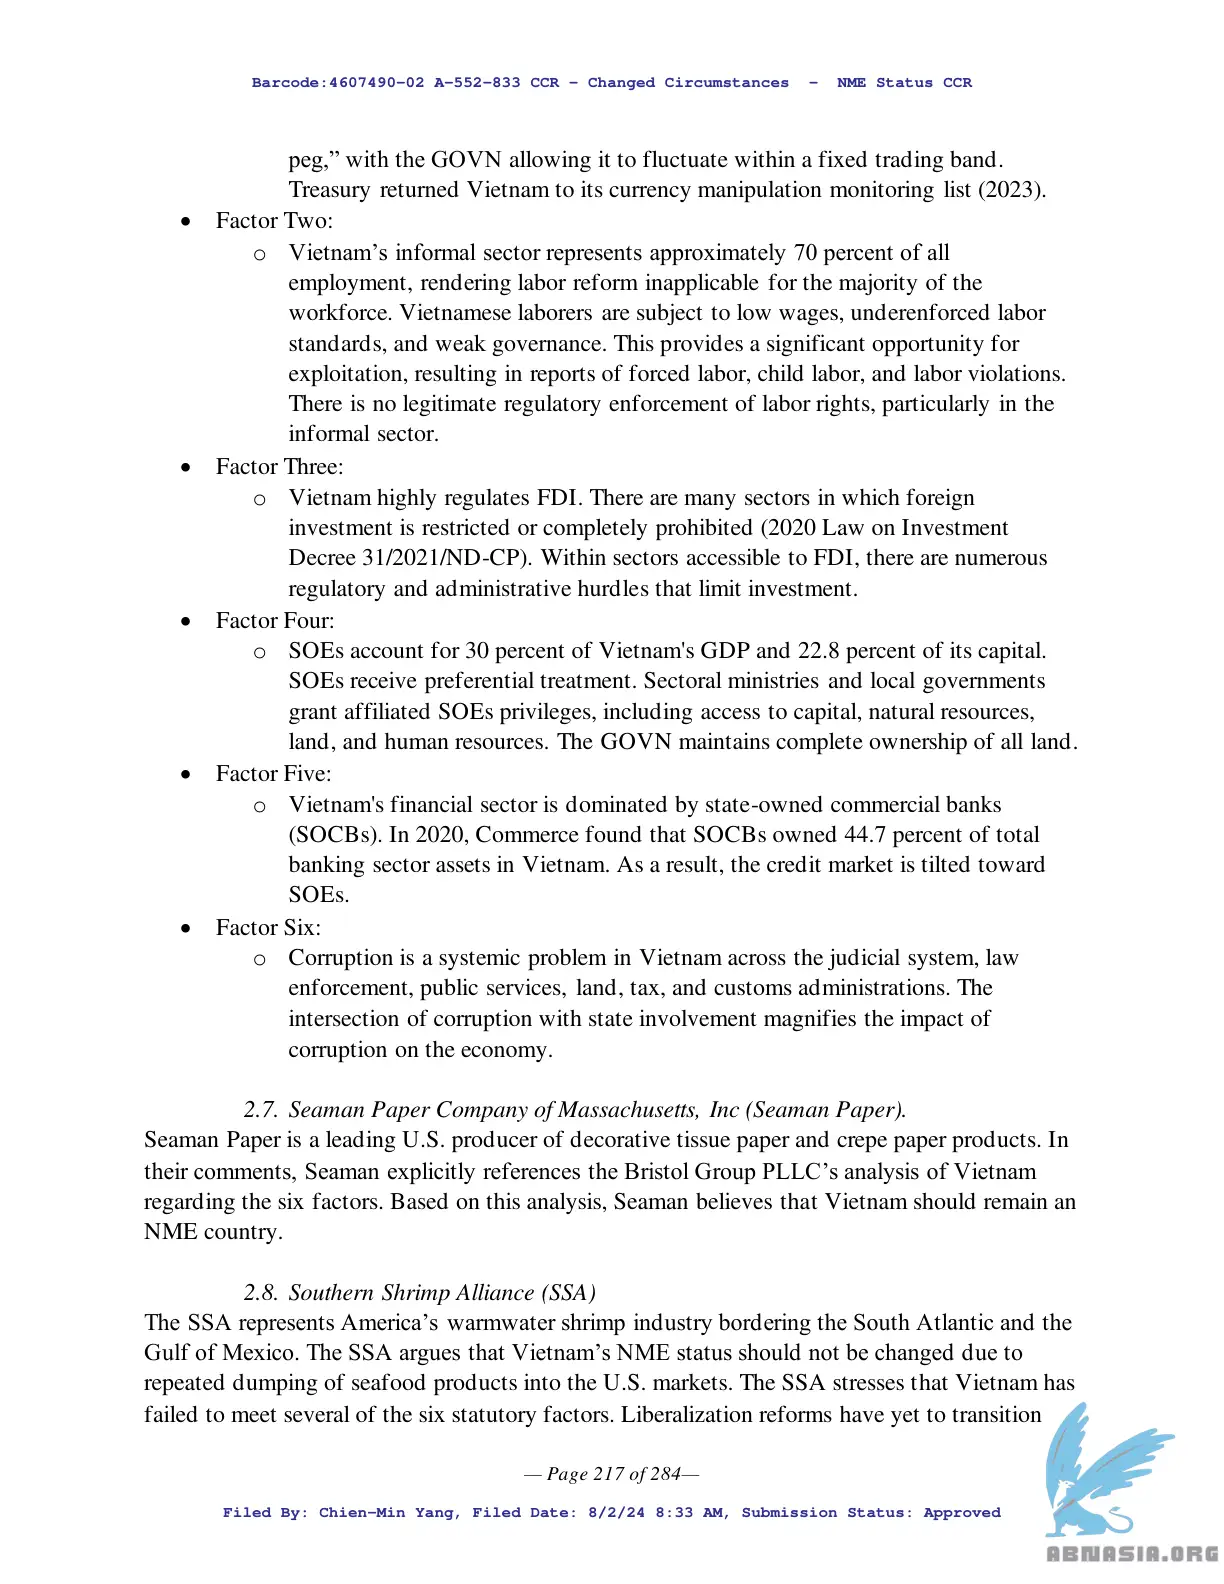 Barcode:4607490-02 A-552-833 CCR - Changed Circumstances - NME Status CCR
peg,” with the GOVN allowing it to fluctuate within a fixed trading band.
Treasury returned Vietnam to its currency manipulation monitoring list (2023).
• Factor Two:
o Vietnam’s informal sector represents approximately 70 percent of all
employment, rendering labor reform inapplicable for the majority of the
workforce. Vietnamese laborers are subject to low wages, underenforced labor
standards, and weak governance. This provides a significant opportunity for
exploitation, resulting in reports of forced labor, child labor, and labor violations.
There is no legitimate regulatory enforcement of labor rights, particularly in the
informal sector.
• Factor Three:
o Vietnam highly regulates FDI. There are many sectors in which foreign
investment is restricted or completely prohibited (2020 Law on Investment
Decree 31/2021/ND-CP). Within sectors accessible to FDI, there are numerous
regulatory and administrative hurdles that limit investment.
• Factor Four:
o SOEs account for 30 percent of Vietnam's GDP and 22.8 percent of its capital.
SOEs receive preferential treatment. Sectoral ministries and local governments
grant affiliated SOEs privileges, including access to capital, natural resources,
land, and human resources. The GOVN maintains complete ownership of all land.
• Factor Five:
o Vietnam's financial sector is dominated by state-owned commercial banks
(SOCBs). In 2020, Commerce found that SOCBs owned 44.7 percent of total
banking sector assets in Vietnam. As a result, the credit market is tilted toward
SOEs.
• Factor Six:
o Corruption is a systemic problem in Vietnam across the judicial system, law
enforcement, public services, land, tax, and customs administrations. The
intersection of corruption with state involvement magnifies the impact of
corruption on the economy.
2.7. Seaman Paper Company of Massachusetts, Inc (Seaman Paper).
Seaman Paper is a leading U.S. producer of decorative tissue paper and crepe paper products. In
their comments, Seaman explicitly references the Bristol Group PLLC’s analysis of Vietnam
regarding the six factors. Based on this analysis, Seaman believes that Vietnam should remain an
NME country.
2.8. Southern Shrimp Alliance (SSA)
The SSA represents America’s warmwater shrimp industry bordering the South Atlantic and the
Gulf of Mexico. The SSA argues that Vietnam’s NME status should not be changed due to
repeated dumping of seafood products into the U.S. markets. The SSA stresses that Vietnam has
failed to meet several of the six statutory factors. Liberalization reforms have yet to transition
— Page 217 of 284—
Filed By: Chien-Min Yang, Filed Date: 8/2/24 8:33 AM, Submission Status: Approved
ABNASIA.ORG